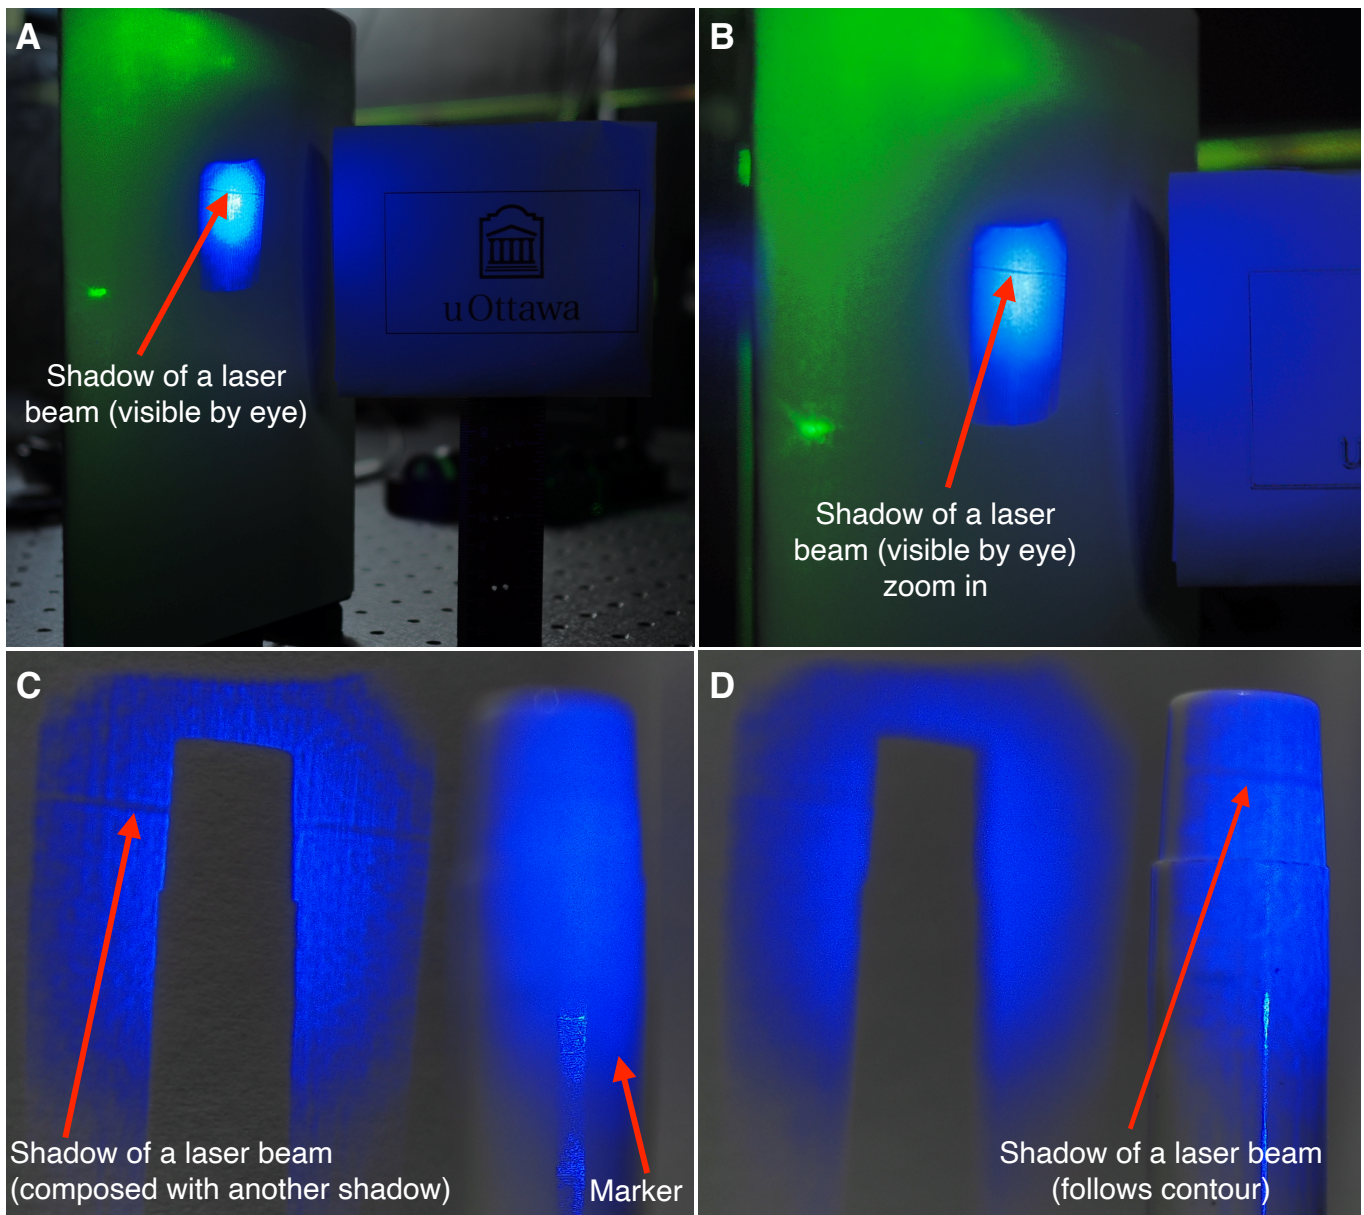 A
uOttawa
Shadow of a laser
beam (visible by eye)
B
u
Shadow of a laser
beam (visible by eye)
zoom in
C
Shadow of a laser beam
(composed with another shadow)
Marker
D
Shadow of a laser beam
(follows contour)